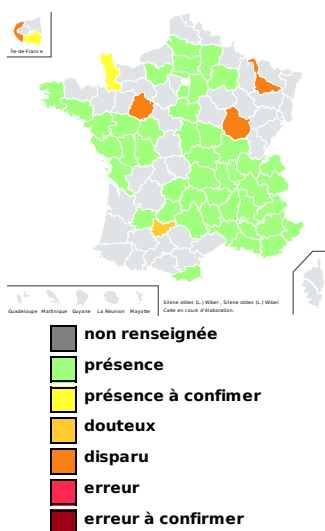 Île-de-France
Guadeloupe Martinique Guyane La Réunion Mayotte
Silene otites (L.) Wibel , Silene otites (L.) Wibel
Carte en cours d'élaboration.
non renseignée
présence
présence à confimer
douteux
disparu
erreur
erreur à confirmer